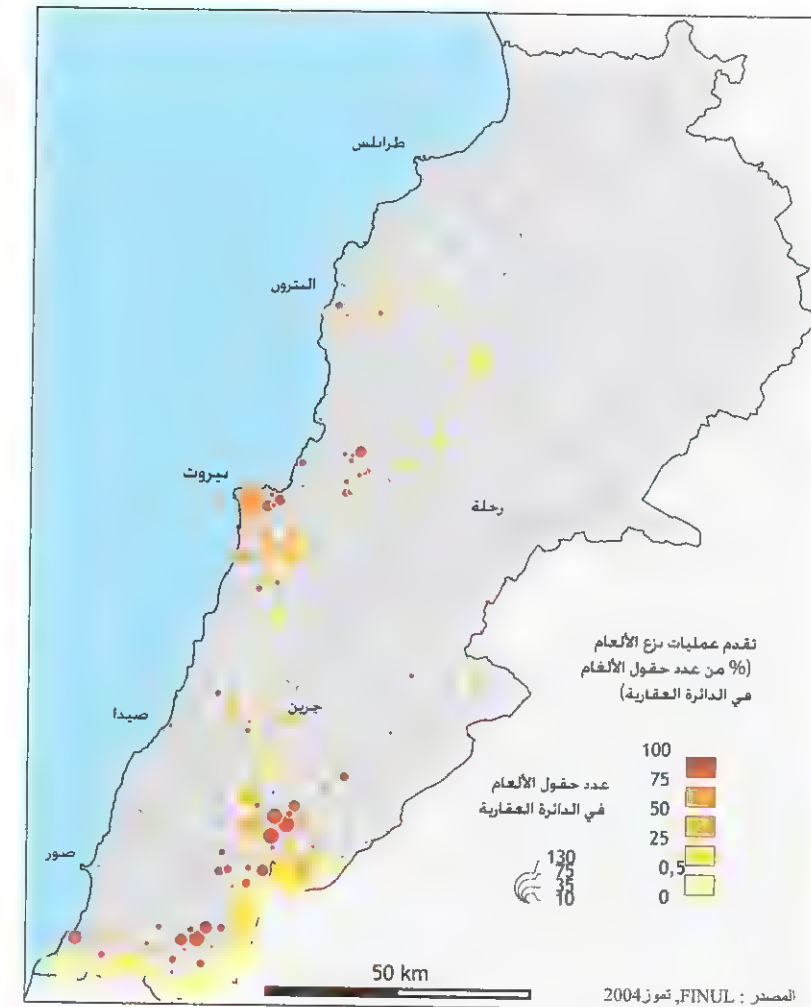 طرابلس
البترون
بيروت
زحلة
صيدا
جزين
صور
تقدم عمليات نزع الألغام
(% من عدد حقول الألغام
في الدائرة العقارية)
100
75
50
25
0,5
0
عدد حقول الألغام
في الدائرة العقارية
130
75
35
10
50 km
المصدر : FINUL, تموز 2004